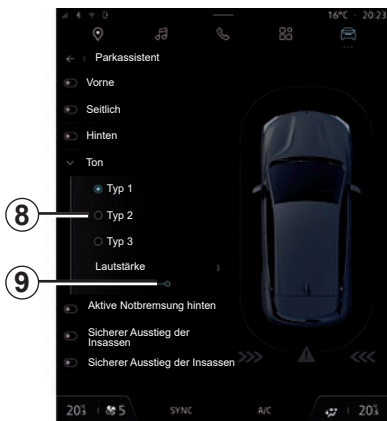 16°C · 20:23
← Parkassistent
Vorne
Seitlich
Hinten
Ton
Typ 1
8
Typ 2
Typ 3
Lautstärke 3
9
Aktive Notbremsung hinten
Sicherer Ausstieg der
Insassen
Sicherer Ausstieg der Insassen
20 5 SYNC A/C 20